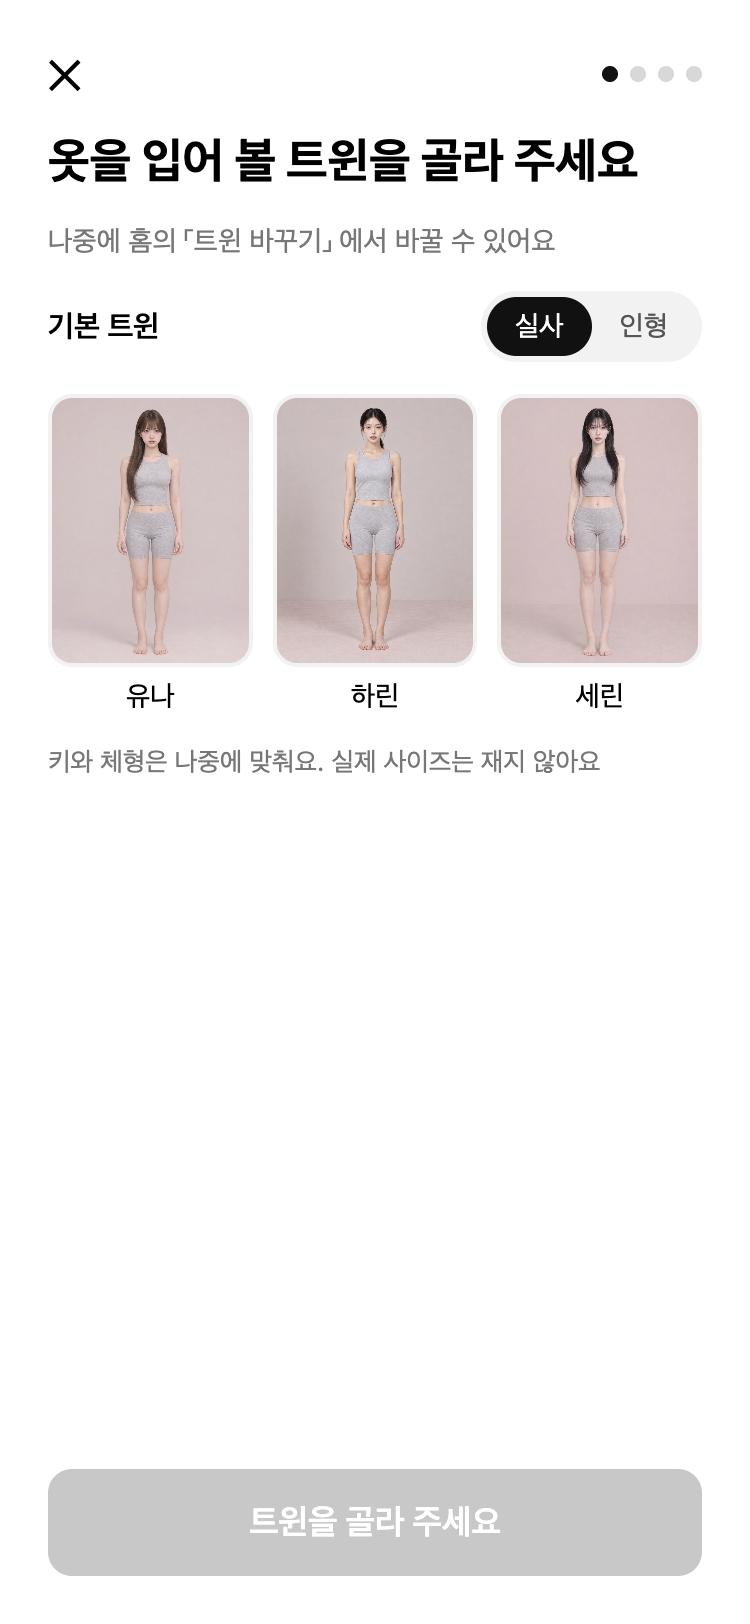 옷을 입어 볼 트윈을 골라 주세요
나중에 홈의 「트윈 바꾸기」에서 바꿀 수 있어요
기본 트윈
실사
인형
유나
하린
세린
키와 체형은 나중에 맞춰요. 실제 사이즈는 재지 않아요
트윈을 골라 주세요